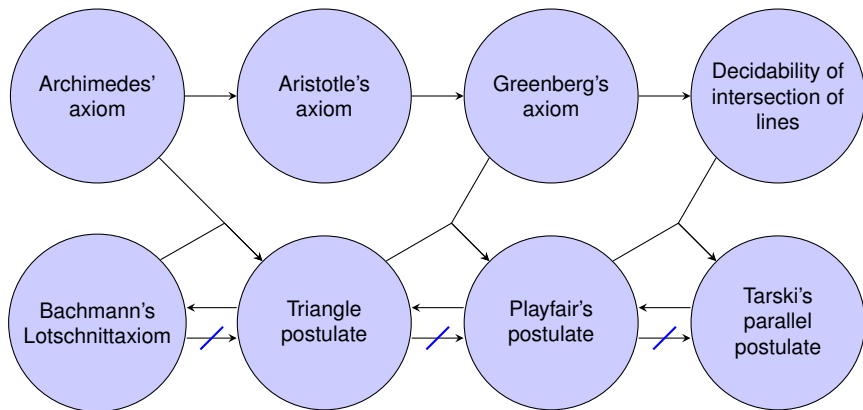 Archimedes'
axiom
Aristotle's
axiom
Greenberg's
axiom
Decidability of
intersection of
lines
Bachmann's
Lotschnittaxiom
Triangle
postulate
Playfair's
postulate
Tarski's
parallel
postulate